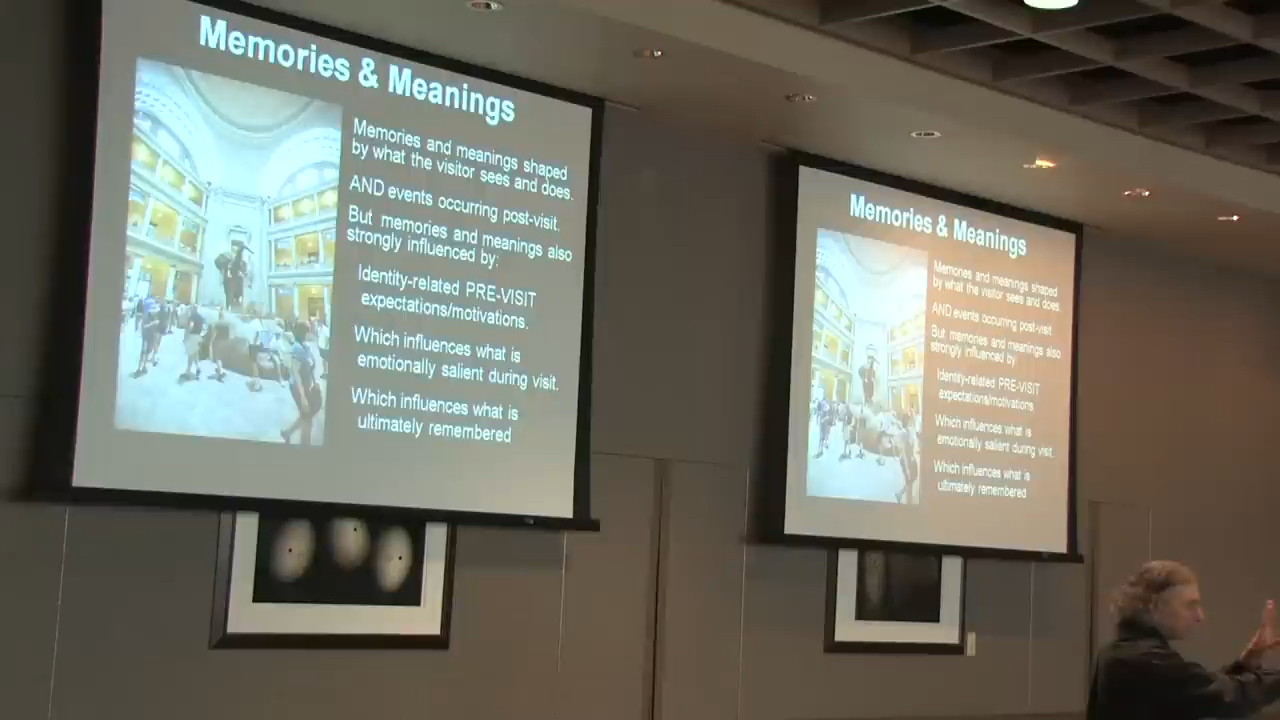 Memories & Meanings
Memories and meanings shaped
by what the visitor sees and does.
AND events occurring post-visit.
But memories and meanings also
strongly influenced by:
Identity-related PRE-VISIT
expectations/motivations.
Which influences what is
emotionally salient during visit.
Which influences what is
ultimately remembered
Memories & Meanings
Memories and meanings shaped
by what the visitor sees and does.
AND events occurring post-visit.
But memories and meanings also
strongly influenced by:
Identity-related PRE-VISIT
expectations/motivations.
Which influences what is
emotionally salient during visit.
Which influences what is
ultimately remembered